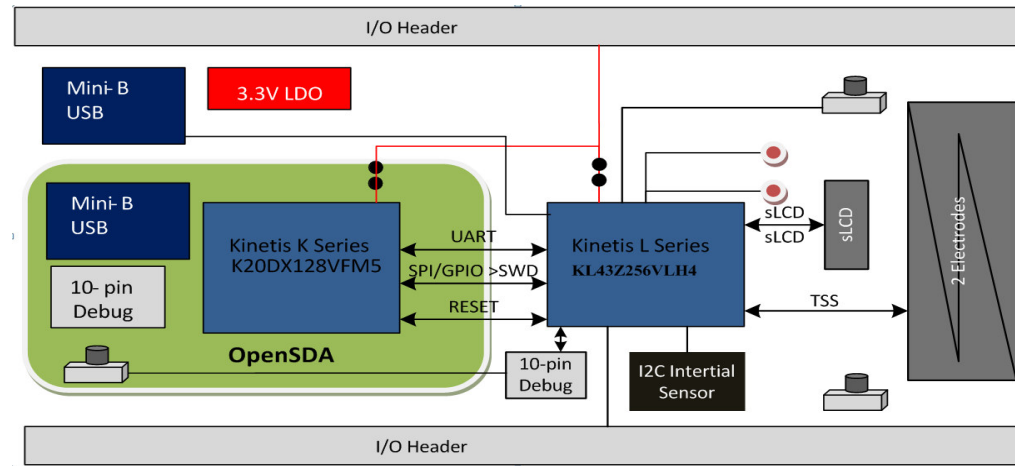 I/O Header
Mini- B
USB
3.3V LDO
Mini- B
USB
10- pin
Debug
Kinetis K Series
K20DX128VFM5
OpenSDA
UART
SPI/GPIO >SWD
RESET
10-pin
Debug
Kinetis L Series
KL43Z256VLH4
I2C Intertial
Sensor
sLCD
sLCD
sLCD
TSS
2 Electrodes
I/O Header